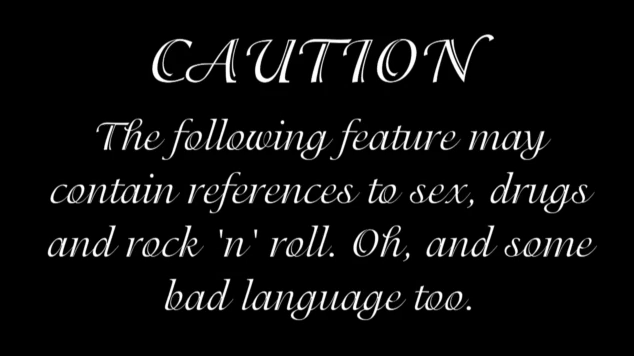 CAUTION
The following feature may
contain references to sex, drugs
and rock 'n' roll. Oh, and some
bad language too.